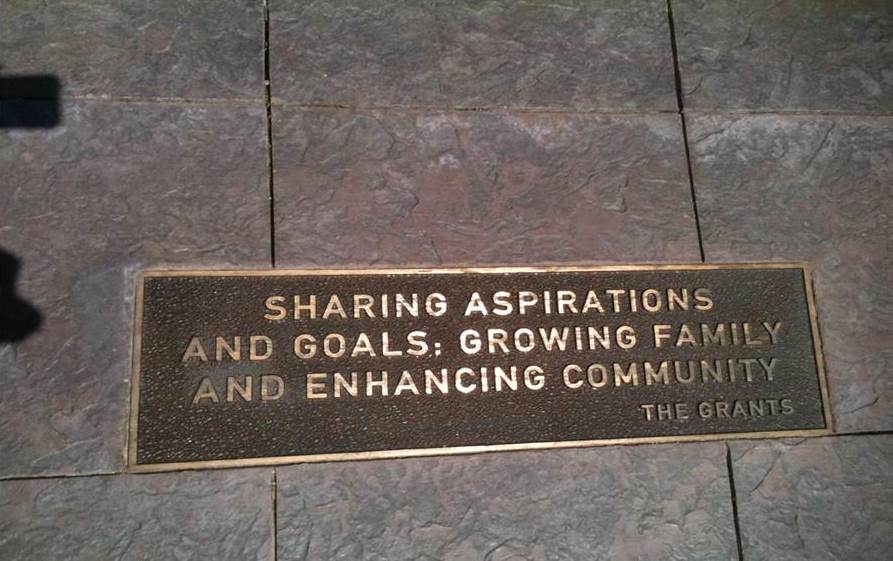 SHARING ASPIRATIONS
AND GOALS; GROWING FAMILY
AND ENHANCING COMMUNITY
THE GRANTS